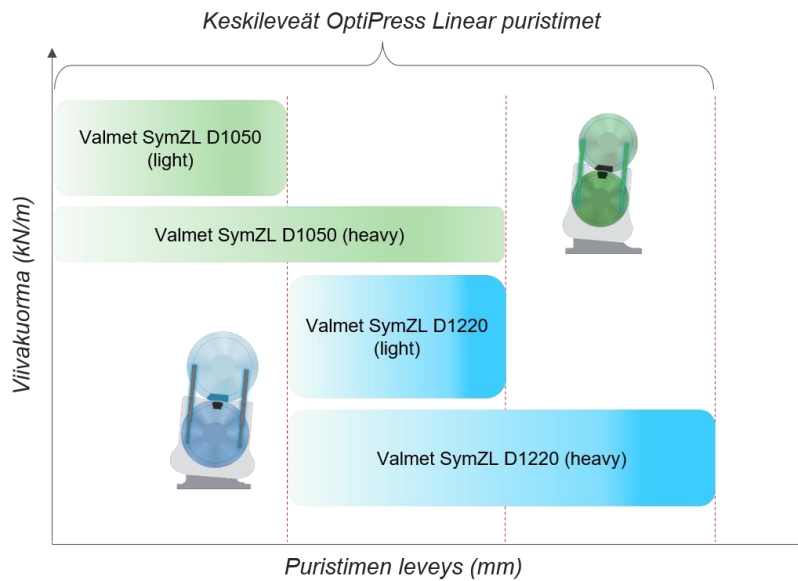 Keskileveät OptiPress Linear puristimet
Valmet SymZL D1050
(light)
Valmet SymZL D1050 (heavy)
Valmet SymZL D1220
(light)
Valmet SymZL D1220 (heavy)
Viivakuorma (kN/m)
Puristimen leveys (mm)